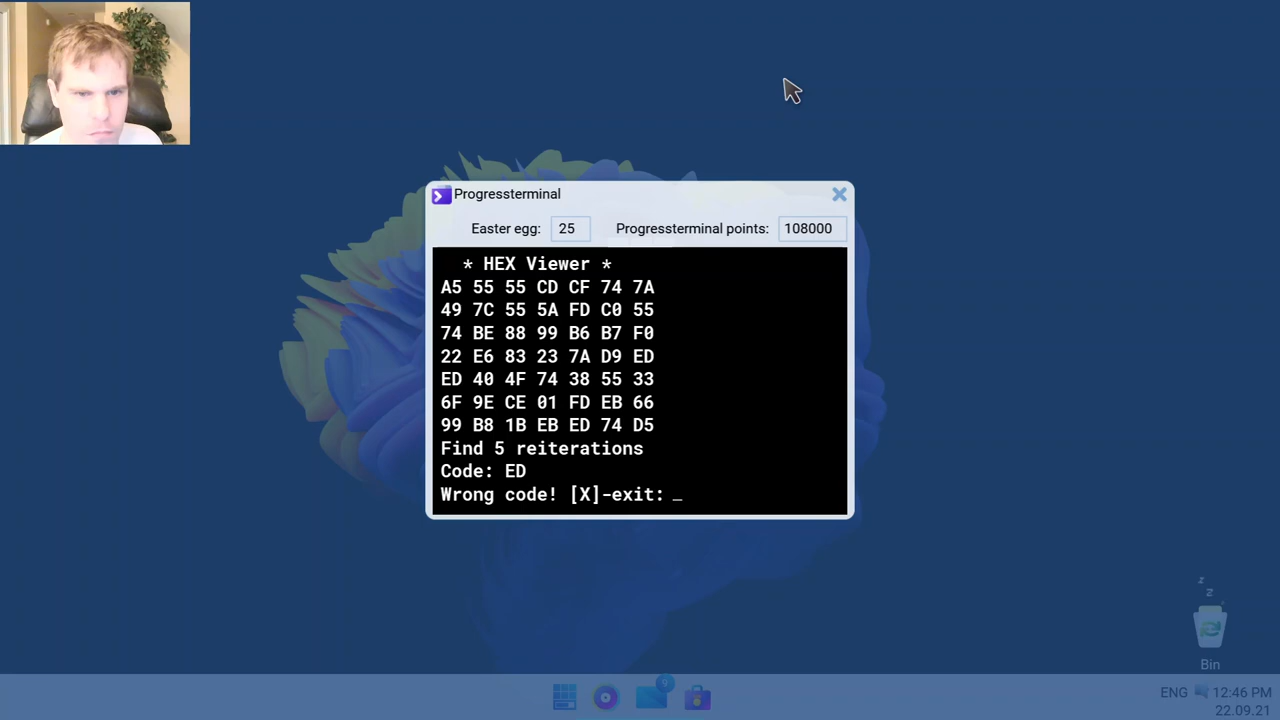 Progressterminal
Easter egg: 25 Progressterminal points: 108000
* HEX Viewer *
A5 55 55 CD CF 74 7A
49 7C 55 5A FD C0 55
74 BE 88 99 B6 B7 F0
22 E6 83 23 7A D9 ED
ED 40 4F 74 38 55 33
6F 9E CE 01 FD EB 66
99 B8 1B EB ED 74 D5
Find 5 reiterations
Code: ED
Wrong code! [X]-exit: _
z
z
Bin
9
ENG 12:46 PM
22.09.21